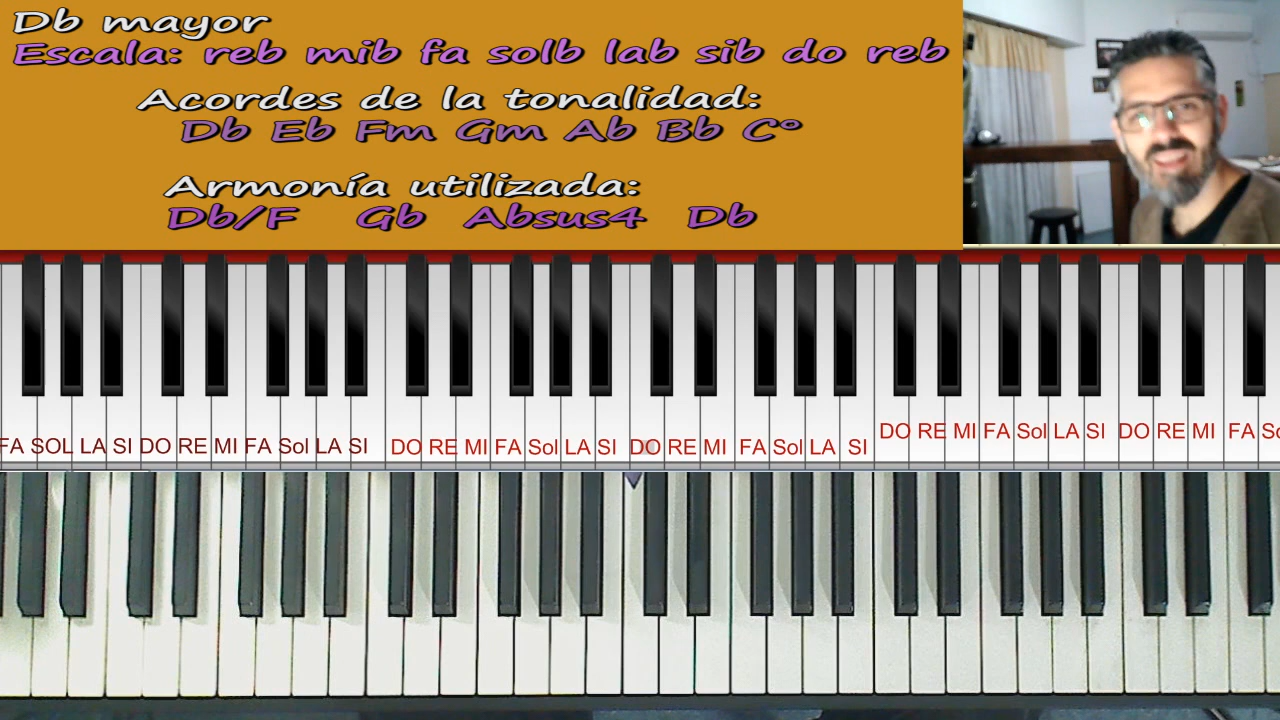 Db mayor
Escala: reb mib fa solb lab sib do reb
Acordes de la tonalidad:
Db Eb Fm Gm Ab Bb C°
Armonía utilizada:
Db/F Gb Absus4 Db
FA SOL LA SI DO RE MI FA Sol LA SI DO RE MI FA Sol LA SI DO RE MI FA Sol LA SI DO RE MI FA Sol LA SI DO RE MI FA So